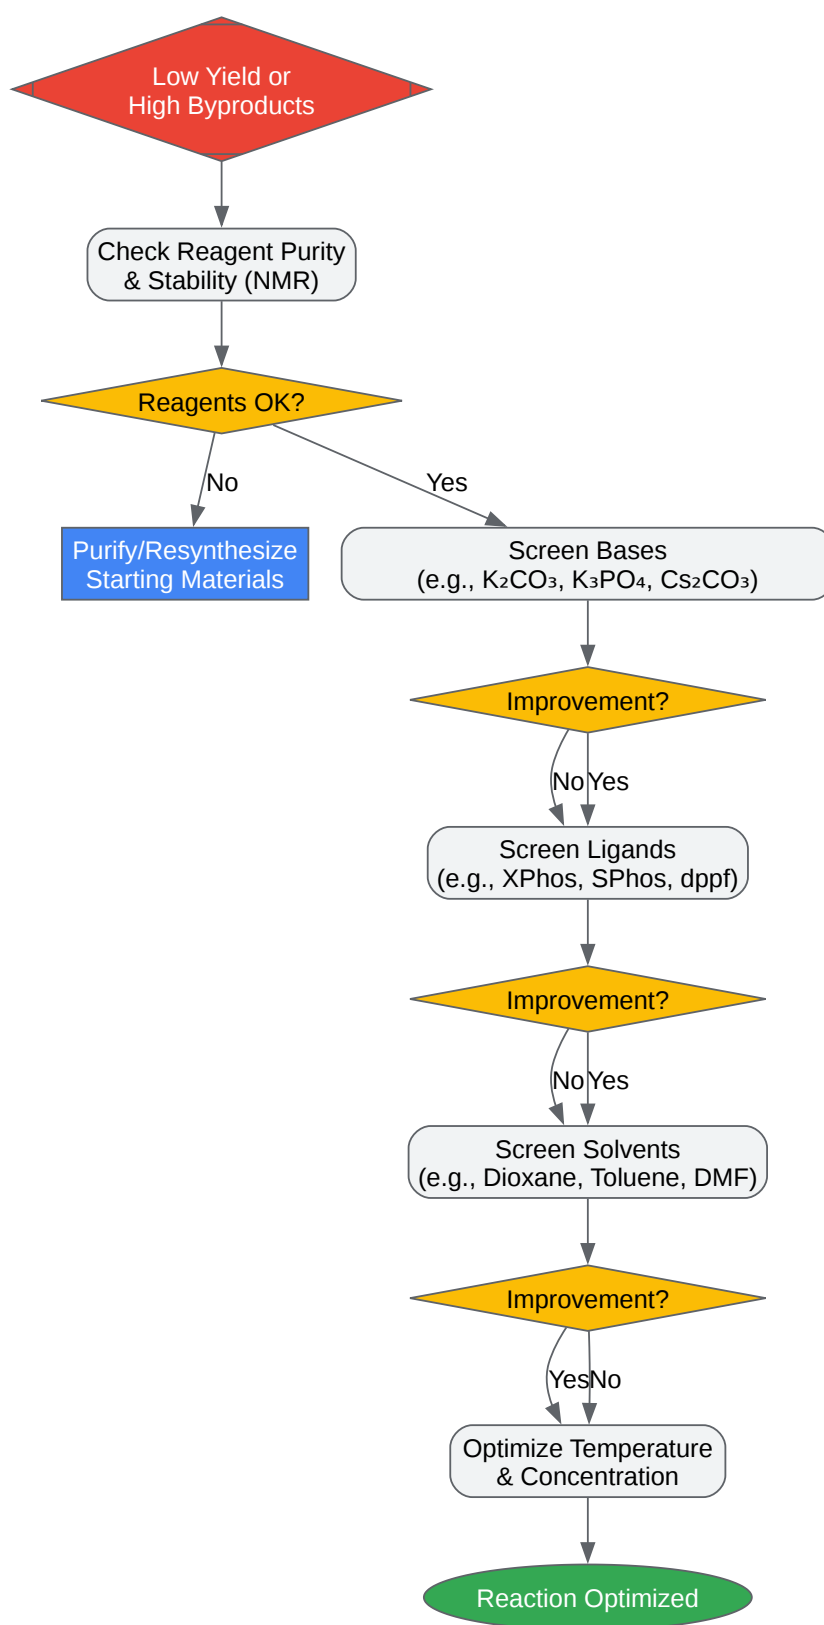 Low Yield or
High Byproducts
Check Reagent Purity
& Stability (NMR)
Reagents OK?
No
Yes
Purify/Resynthesize
Starting Materials
Screen Bases
(e.g., K₂CO₃, K₃PO₄, Cs₂CO₃)
Improvement?
No
Yes
Screen Ligands
(e.g., XPhos, SPhos, dppf)
Improvement?
No
Yes
Screen Solvents
(e.g., Dioxane, Toluene, DMF)
Improvement?
Yes
No
Optimize Temperature
& Concentration
Reaction Optimized